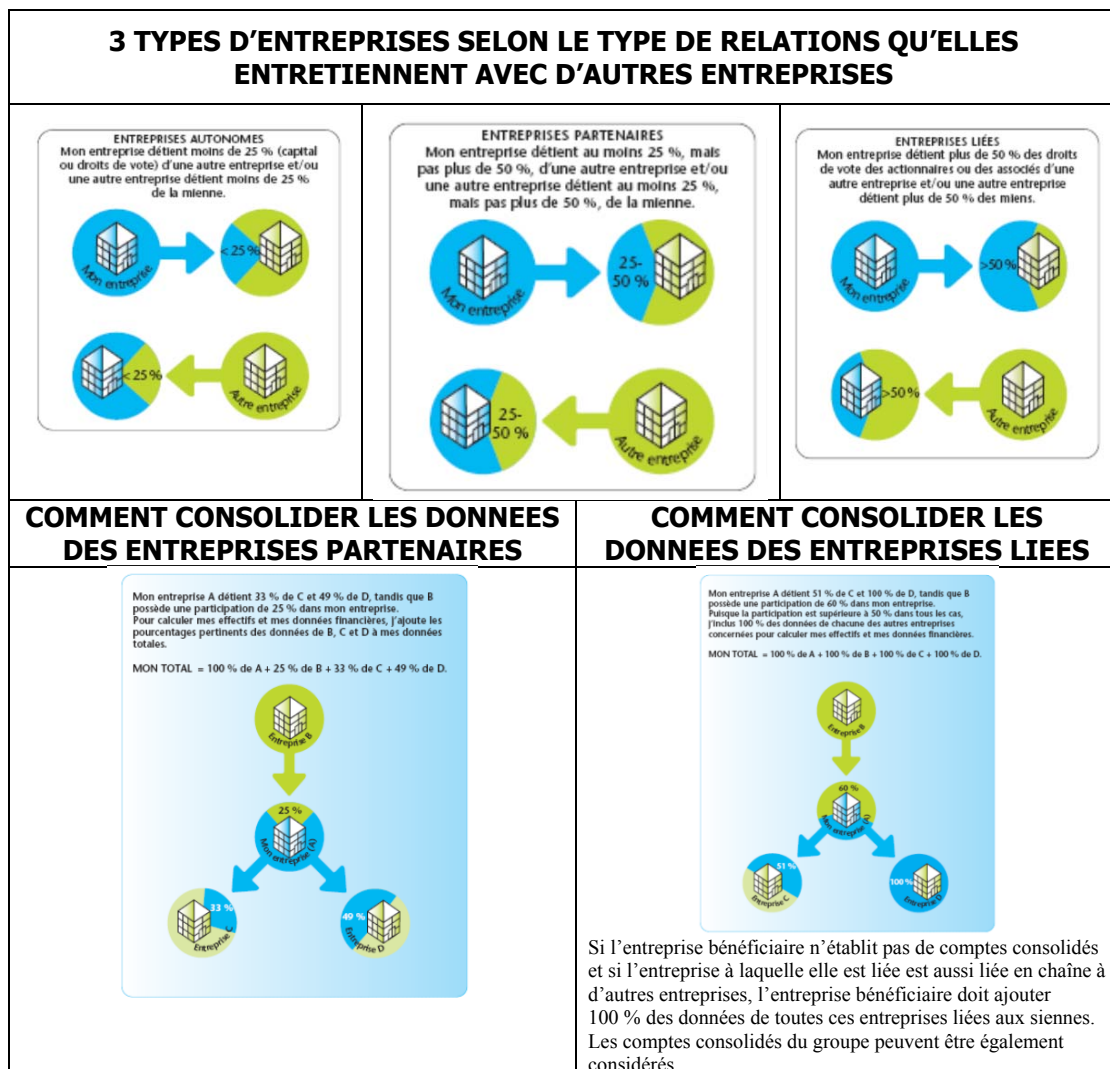 3 TYPES D’ENTREPRISES SELON LE TYPE DE RELATIONS QU’ELLES
ENTRETIENNENT AVEC D’AUTRES ENTREPRISES
ENTREPRISES AUTONOMES
Mon entreprise détient moins de 25 % (capital
ou droits de vote) d’une autre entreprise et/ou
une autre entreprise détient moins de 25 %
de la mienne.
< 25 %
Mon entreprise
< 25 %
Autre entreprise
ENTREPRISES PARTENAIRES
Mon entreprise détient au moins 25 %, mais
pas plus de 50 %, d’une autre entreprise et/ou
une autre entreprise détient au moins 25 %,
mais pas plus de 50 %, de la mienne.
25-
50 %
Mon entreprise
25-
50 %
Autre entreprise
ENTREPRISES LIÉES
Mon entreprise détient plus de 50 % des droits
de vote des actionnaires ou des associés d’une
autre entreprise et/ou une autre entreprise
détient plus de 50 % des miens.
>50 %
Mon entreprise
>50 %
Autre entreprise
COMMENT CONSOLIDER LES DONNEES
DES ENTREPRISES PARTENAIRES
Mon entreprise A détient 33 % de C et 49 % de D, tandis que B
possède une participation de 25 % dans mon entreprise.
Pour calculer mes effectifs et mes données financières, j’ajoute les
pourcentages pertinents des données de B, C et D à mes données
totales.
MON TOTAL = 100 % de A + 25 % de B + 33 % de C + 49 % de D.
Entreprise B
25 %
Mon entreprise (A)
33 %
Entreprise C
49 %
Entreprise D
COMMENT CONSOLIDER LES
DONNEES DES ENTREPRISES LIEES
Mon entreprise A détient 51 % de C et 100 % de D, tandis que B
possède une participation de 60 % dans mon entreprise.
Puisque la participation est supérieure à 50 % dans tous les cas,
j’inclus 100 % des données de chacune des autres entreprises
concernées pour calculer mes effectifs et mes données financières.
MON TOTAL = 100 % de A + 100 % de B + 100 % de C + 100 % de D.
Entreprise B
60 %
Mon entreprise (A)
51 %
Entreprise C
100 %
Entreprise D
Si l’entreprise bénéficiaire n’établit pas de comptes consolidés
et si l’entreprise à laquelle elle est liée est aussi liée en chaîne à
d’autres entreprises, l’entreprise bénéficiaire doit ajouter
100 % des données de toutes ces entreprises liées aux siennes.
Les comptes consolidés du groupe peuvent être également
considérés